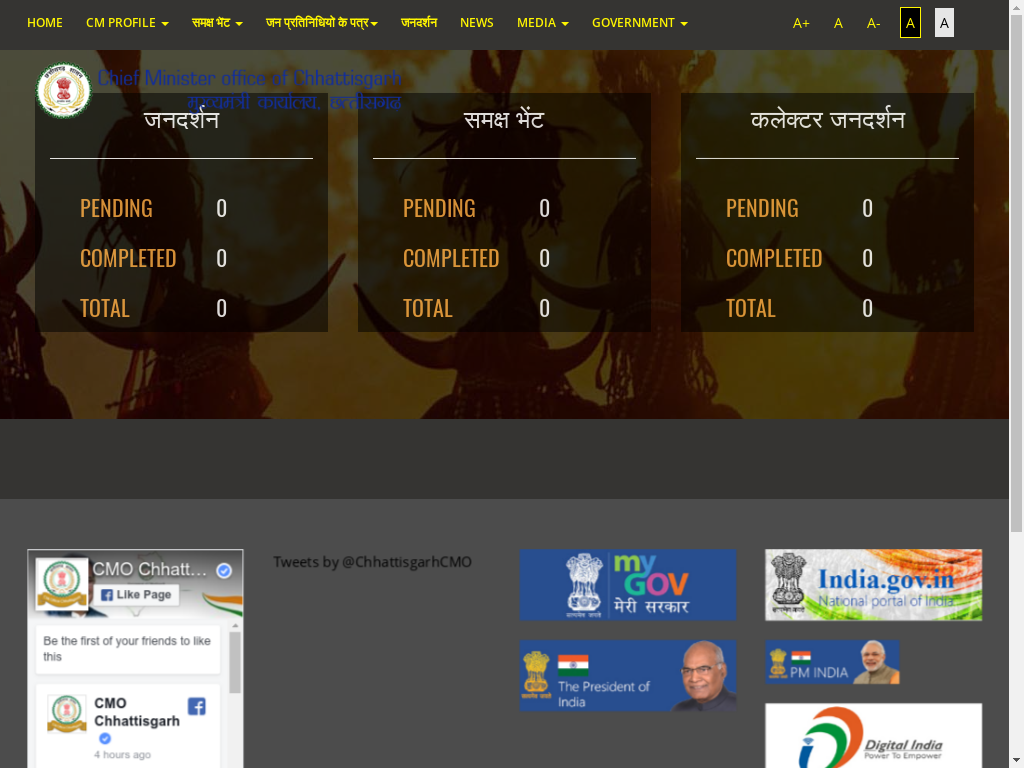 HOME CM PROFILE समक्ष भेंट जन प्रतिनिधियो के पत्र जनदर्शन NEWS MEDIA GOVERNMENT A+ A A- A A
Chief Minister office of Chhattisgarh
मुख्यमंत्री कार्यालय, छत्तीसगढ़
जनदर्शन
PENDING 0
COMPLETED 0
TOTAL 0
समक्ष भेंट
PENDING 0
COMPLETED 0
TOTAL 0
कलेक्टर जनदर्शन
PENDING 0
COMPLETED 0
TOTAL 0
CMO Chhatt...
Like Page
Be the first of your friends to like
this
CMO
Chhattisgarh
4 hours ago
Tweets by @ChhattisgarhCMO
my
GOV
मेरी सरकार
The President of
India
India.gov.in
National portal of India
PM INDIA
Digital India
Power To Empower